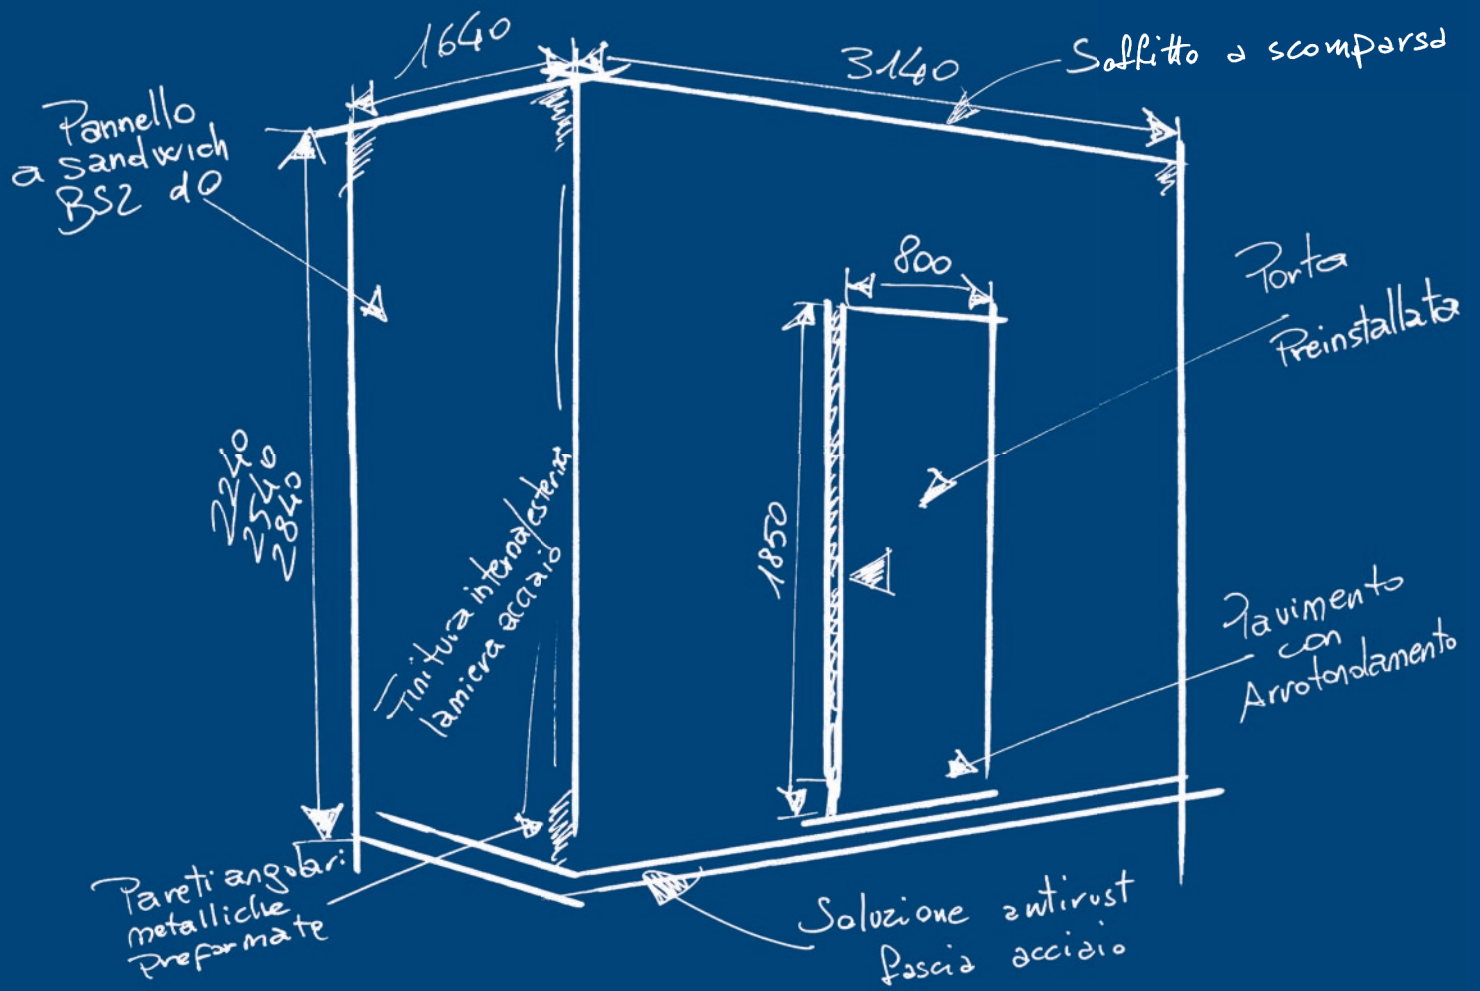 1640
3140
Soffitto a scomparsa
Pannello
a sandwich
BS2 d0
800
Porta
Preinstallata
2240
2540
2840
1850
Finitura interna/esterna
lamiera acciaio
Pavimento
con
Arrotondamento
Pareti angolari
metalliche
preformate
Soluzione antirust
fascia acciaio